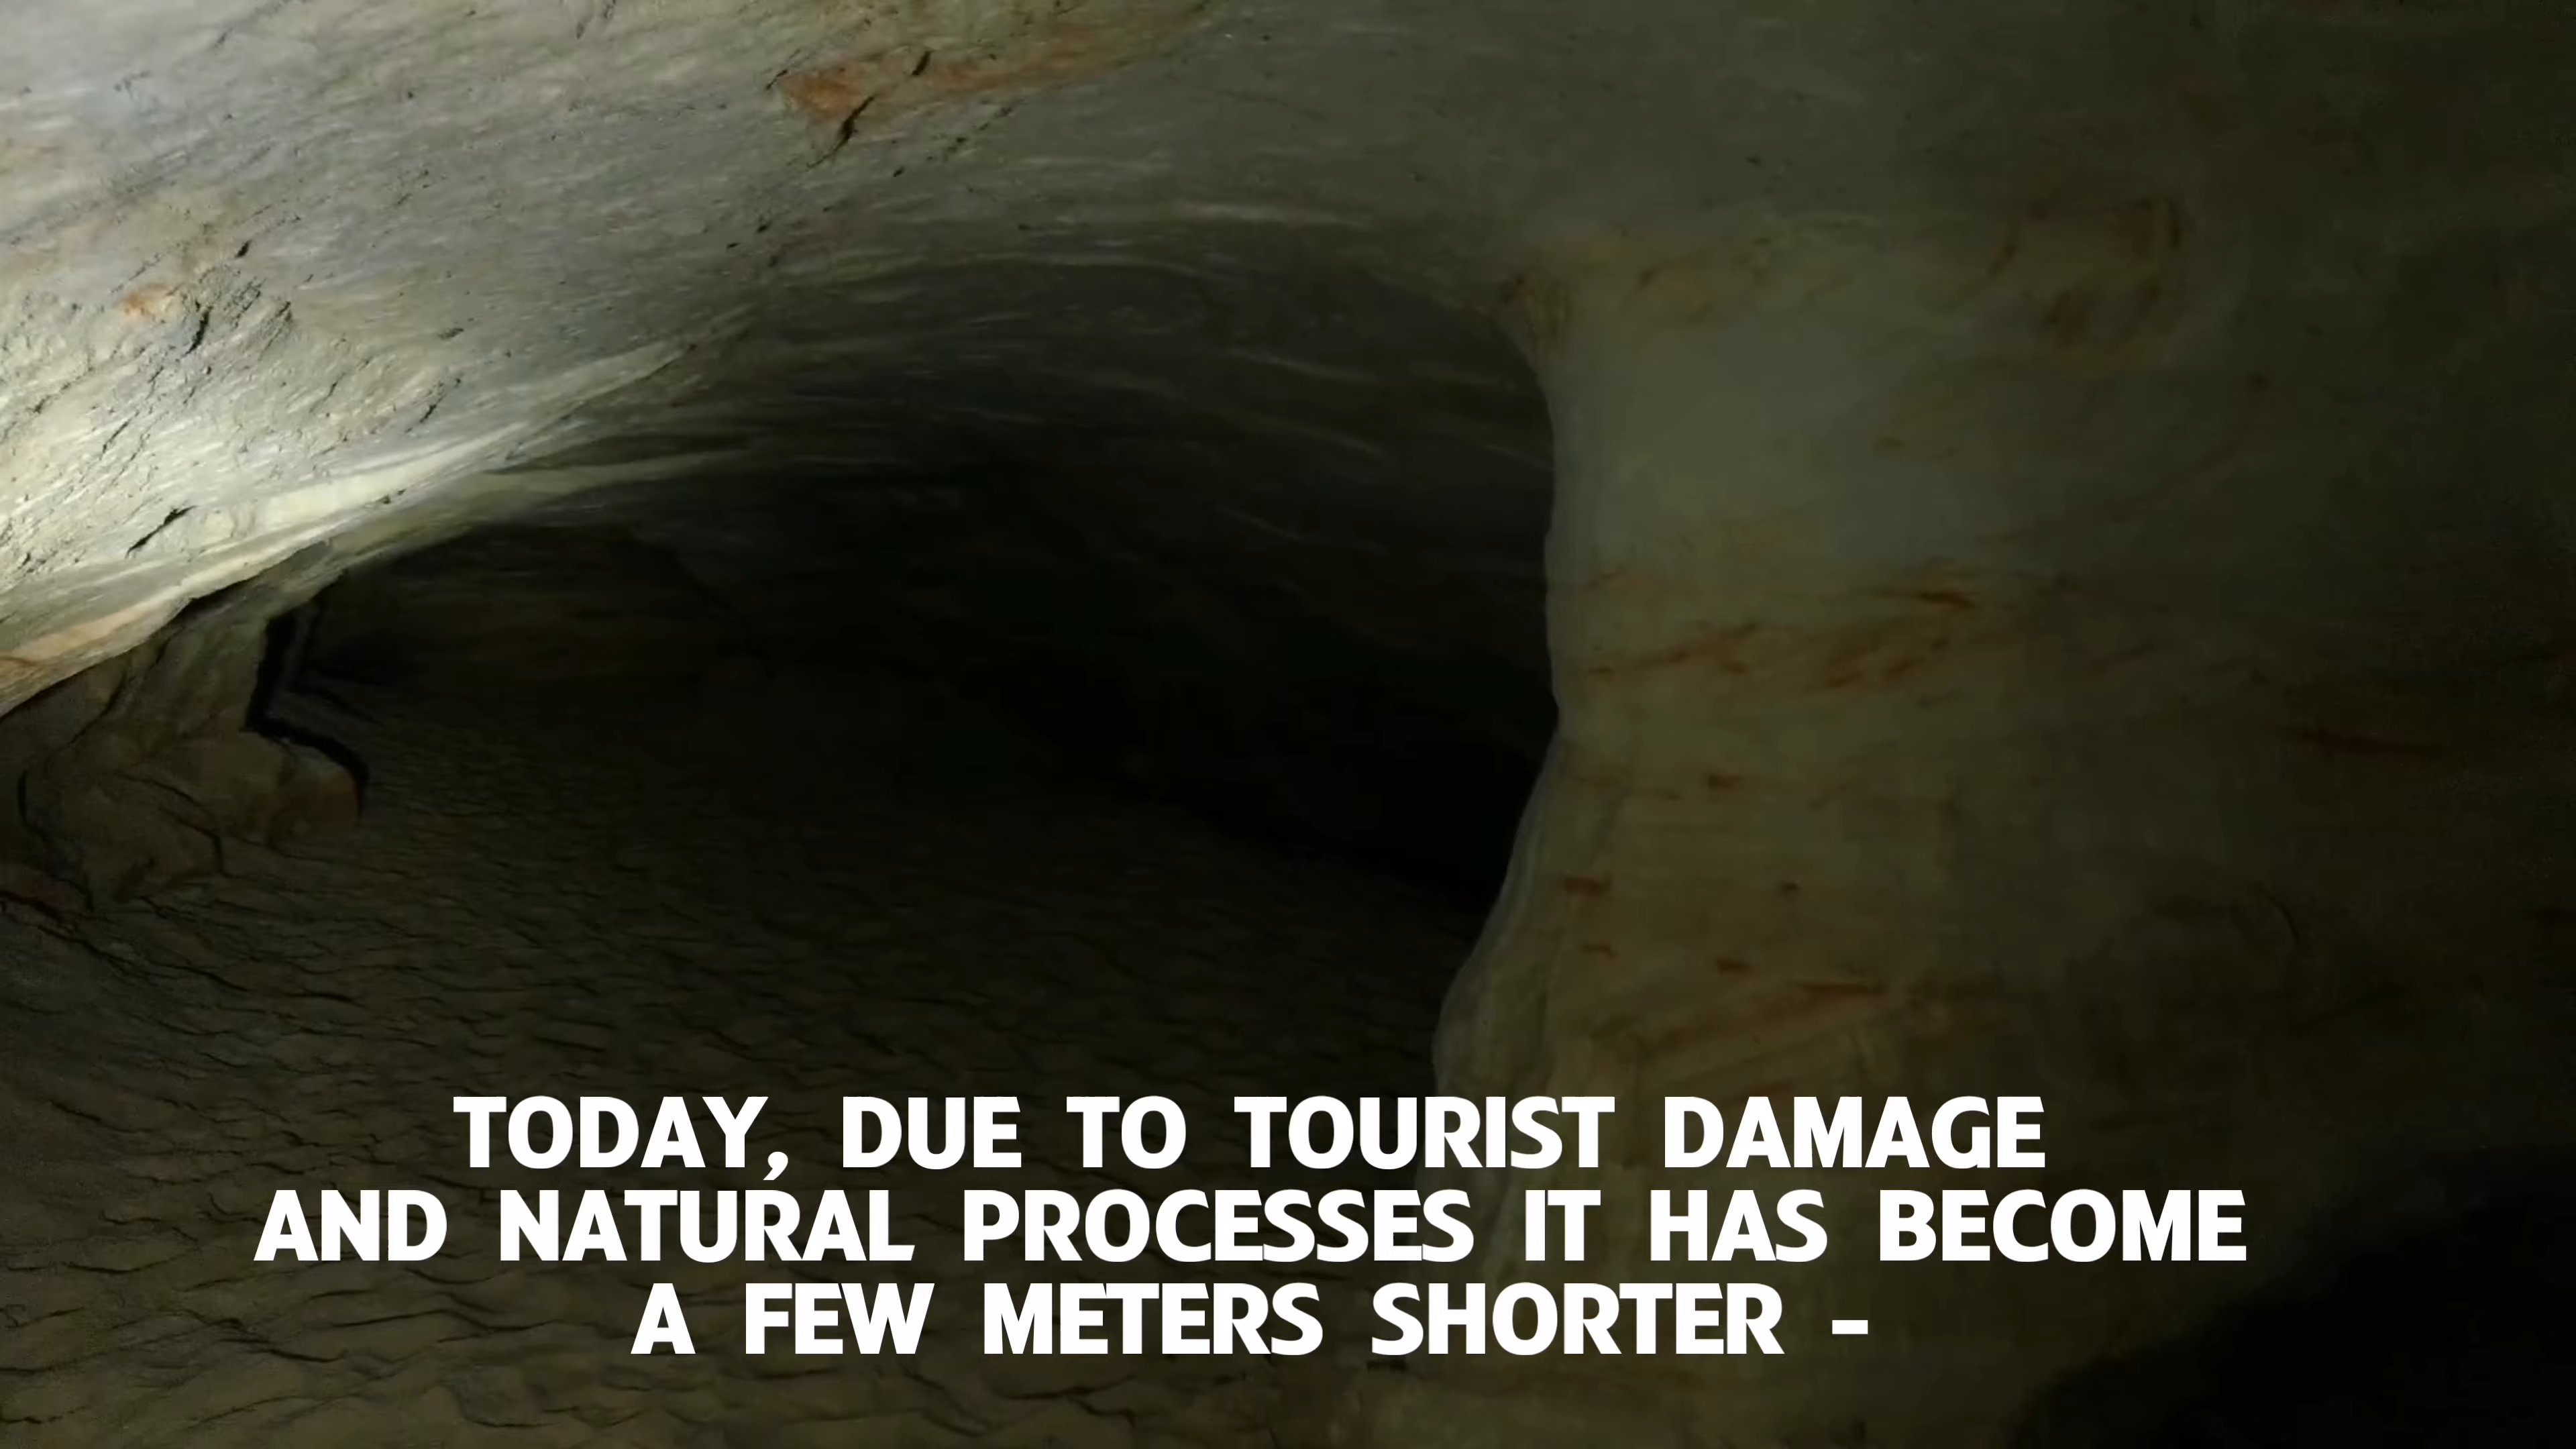 TODAY, DUE TO TOURIST DAMAGE
AND NATURAL PROCESSES IT HAS BECOME
A FEW METERS SHORTER -